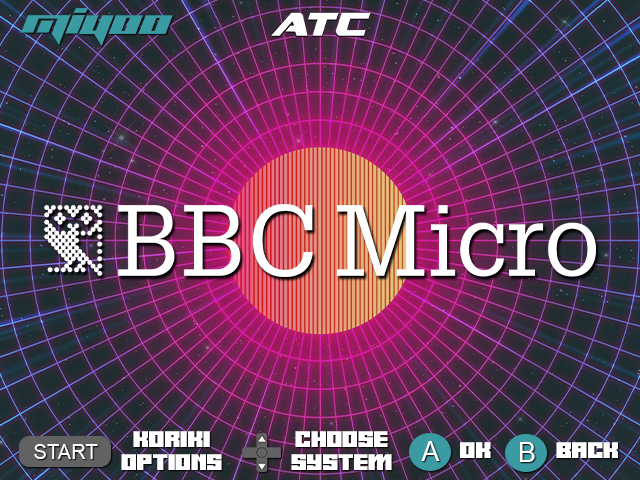 miyoo
ATC
BBC Micro
START
KORIKI
OPTIONS
CHOOSE
SYSTEM
A
OK
B
BACK